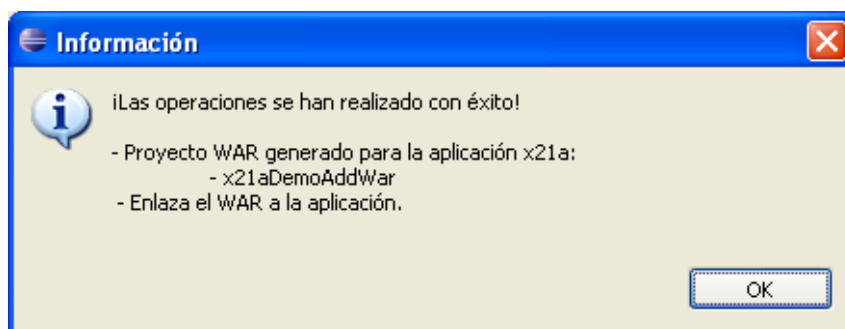 Información
¡Las operaciones se han realizado con éxito!
- Proyecto WAR generado para la aplicación x21a:
- x21aDemoAddWar
- Enlaza el WAR a la aplicación.
OK